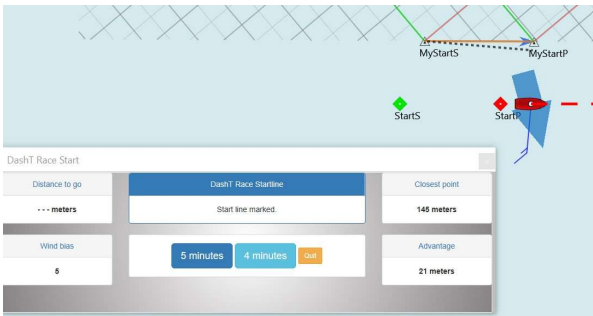 MyStartS
MyStartP
StartS
StartP
DashT Race Start
x
Distance to go
DashT Race Startline
Closest point
- - - meters
Start line marked.
145 meters
Wind bias
5 minutes
4 minutes
Quit
Advantage
5
21 meters